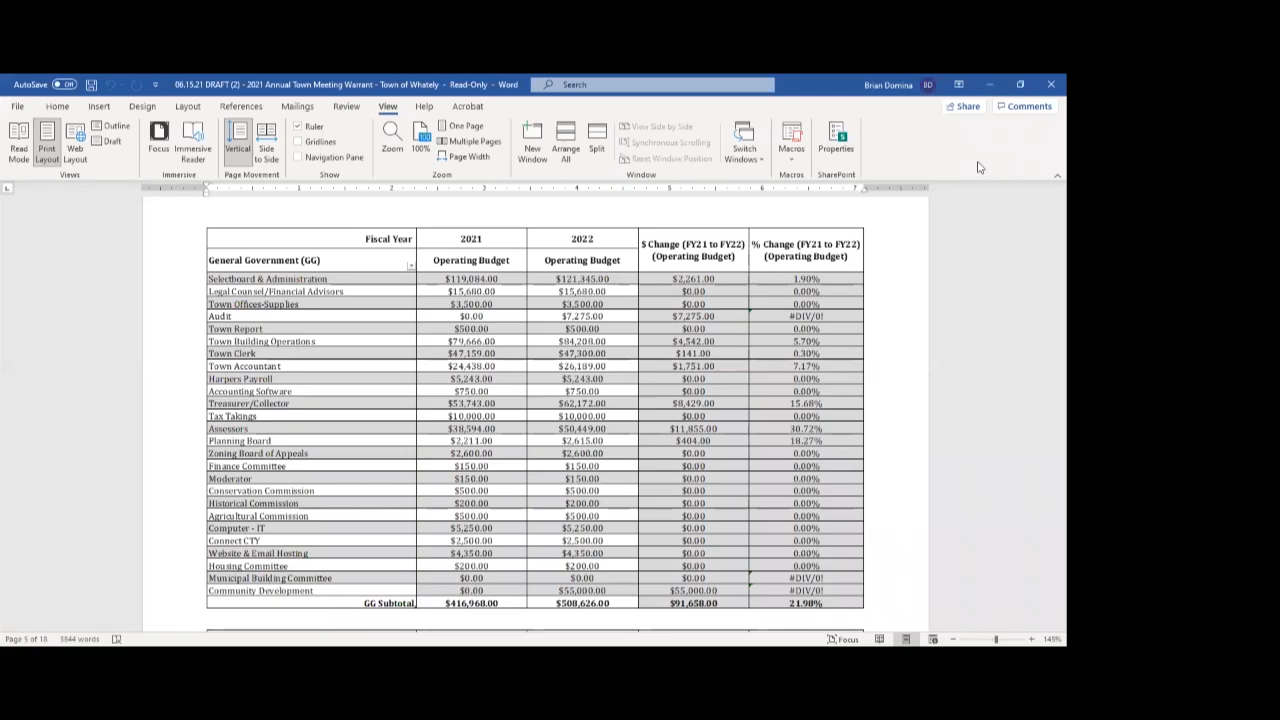 AutoSave Off 06.15.21 DRAFT (2) - 2021 Annual Town Meeting Warrant - Town of Whately - Read-Only - Word Search Brian Domina BD
File Home Insert Design Layout References Mailings Review View Help Acrobat Share Comments
Read Mode Print Layout Web Layout Outline Draft Focus Immersive Reader Vertical Side to Side Ruler Gridlines Navigation Pane Zoom 100% One Page Multiple Pages Page Width New Window Arrange All Split View Side by Side Synchronous Scrolling Reset Window Position Switch Windows Macros Properties
Views Immersive Page Movement Show Zoom Window Macros SharePoint
1 2 3 4 5 6 7
Fiscal Year 2021 2022 $ Change (FY21 to FY22) (Operating Budget) % Change (FY21 to FY22) (Operating Budget)
General Government (GG) Operating Budget Operating Budget
Selectboard & Administration $119,084.00 $121,345.00 $2,261.00 1.90%
Legal Counsel/Financial Advisors $15,680.00 $15,680.00 $0.00 0.00%
Town Offices-Supplies $3,500.00 $3,500.00 $0.00 0.00%
Audit $0.00 $7,275.00 $7,275.00 #DIV/0!
Town Report $500.00 $500.00 $0.00 0.00%
Town Building Operations $79,666.00 $84,208.00 $4,542.00 5.70%
Town Clerk $47,159.00 $47,300.00 $141.00 0.30%
Town Accountant $24,438.00 $26,189.00 $1,751.00 7.17%
Harpers Payroll $5,243.00 $5,243.00 $0.00 0.00%
Accounting Software $750.00 $750.00 $0.00 0.00%
Treasurer/Collector $53,743.00 $62,172.00 $8,429.00 15.68%
Tax Takings $10,000.00 $10,000.00 $0.00 0.00%
Assessors $38,594.00 $50,449.00 $11,855.00 30.72%
Planning Board $2,211.00 $2,615.00 $404.00 18.27%
Zoning Board of Appeals $2,600.00 $2,600.00 $0.00 0.00%
Finance Committee $150.00 $150.00 $0.00 0.00%
Moderator $150.00 $150.00 $0.00 0.00%
Conservation Commission $500.00 $500.00 $0.00 0.00%
Historical Commission $200.00 $200.00 $0.00 0.00%
Agricultural Commission $500.00 $500.00 $0.00 0.00%
Computer - IT $5,250.00 $5,250.00 $0.00 0.00%
Connect CTY $2,500.00 $2,500.00 $0.00 0.00%
Website & Email Hosting $4,350.00 $4,350.00 $0.00 0.00%
Housing Committee $200.00 $200.00 $0.00 0.00%
Municipal Building Committee $0.00 $0.00 $0.00 #DIV/0!
Community Development $0.00 $55,000.00 $55,000.00 #DIV/0!
GG Subtotal $416,968.00 $508,626.00 $91,658.00 21.98%
Page 5 of 18 3844 words Focus 145%